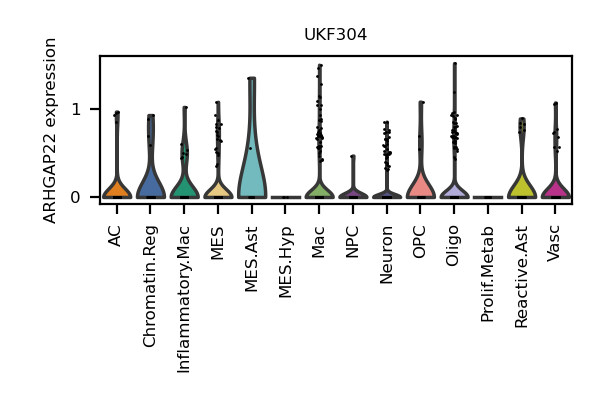 UKF304
ARHGAP22 expression
1
0
AC
Chromatin.Reg
Inflammatory.Mac
MES
MES.Ast
MES.Hyp
Mac
NPC
Neuron
OPC
Oligo
Prolif.Metab
Reactive.Ast
Vasc